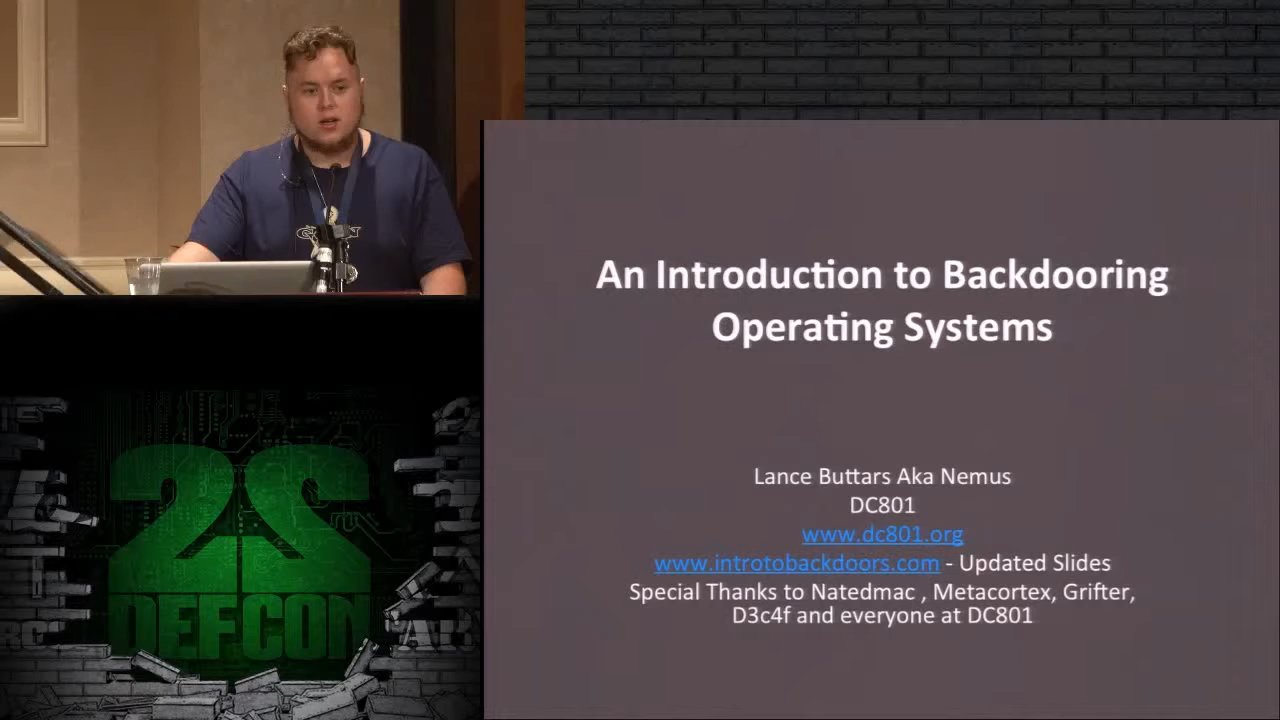 An Introduction to Backdooring
Operating Systems
Lance Buttars Aka Nemus
DC801
www.dc801.org
www.introtobackdoors.com - Updated Slides
Special Thanks to Natedmac , Metacortex, Grifter,
D3c4f and everyone at DC801
22
DEFCON